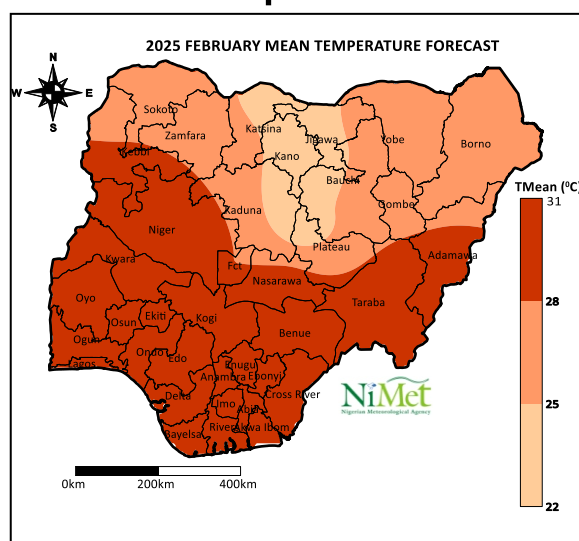 2025 FEBRUARY MEAN TEMPERATURE FORECAST
N
W E
S
Sokoto
Zamfara
Katsina
Jigawa
Yobe
Borno
Kebbi
Kano
Bauchi
Gombe
Kaduna
Niger
Plateau
Adamawa
Kwara
Fct
Nasarawa
Taraba
Oyo
Osun
Ekiti
Kogi
Benue
Ogun
Lagos
Ondo
Edo
Enugu
Anambra
Ebonyi
Cross River
Delta
Imo
Abia
Bayelsa
Rivers
Akwa Ibom
TMean (⁰C)
31
28
25
22
NiMet
Nigerian Meteorological Agency
0km 200km 400km